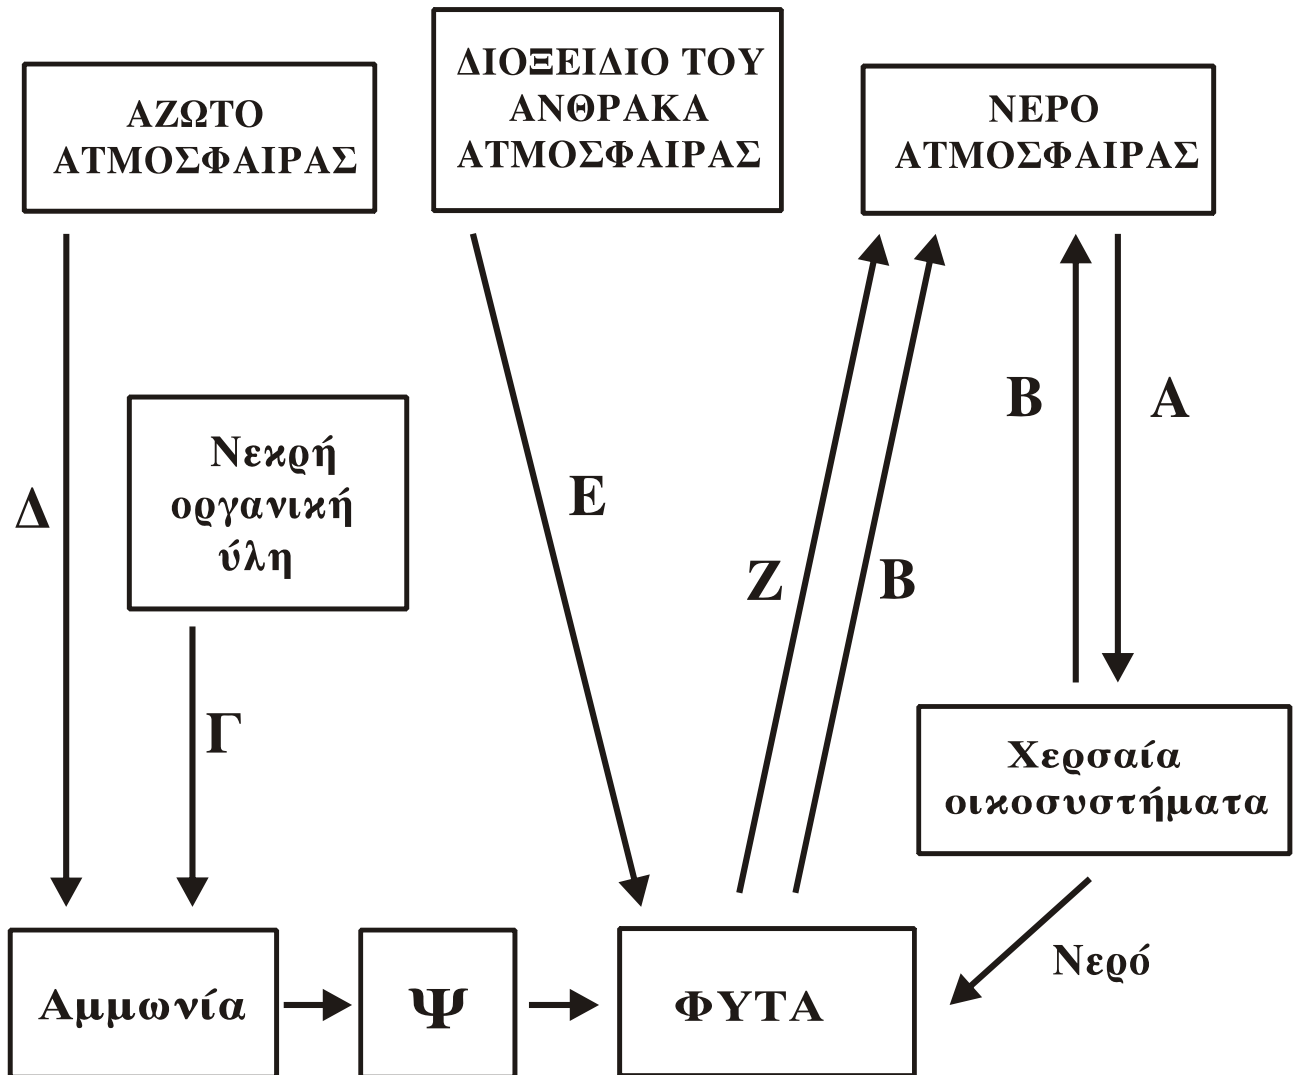 ΑΖΩΤΟ
ΑΤΜΟΣΦΑΙΡΑΣ
ΔΙΟΞΕΙΔΙΟ ΤΟΥ
ΑΝΘΡΑΚΑ
ΑΤΜΟΣΦΑΙΡΑΣ
ΝΕΡΟ
ΑΤΜΟΣΦΑΙΡΑΣ
Νεκρή
οργανική
ύλη
Δ
Γ
Ε
Ζ
Β
Β
Α
Χερσαία
οικοσυστήματα
Νερό
Αμμωνία
Ψ
ΦΥΤΑ